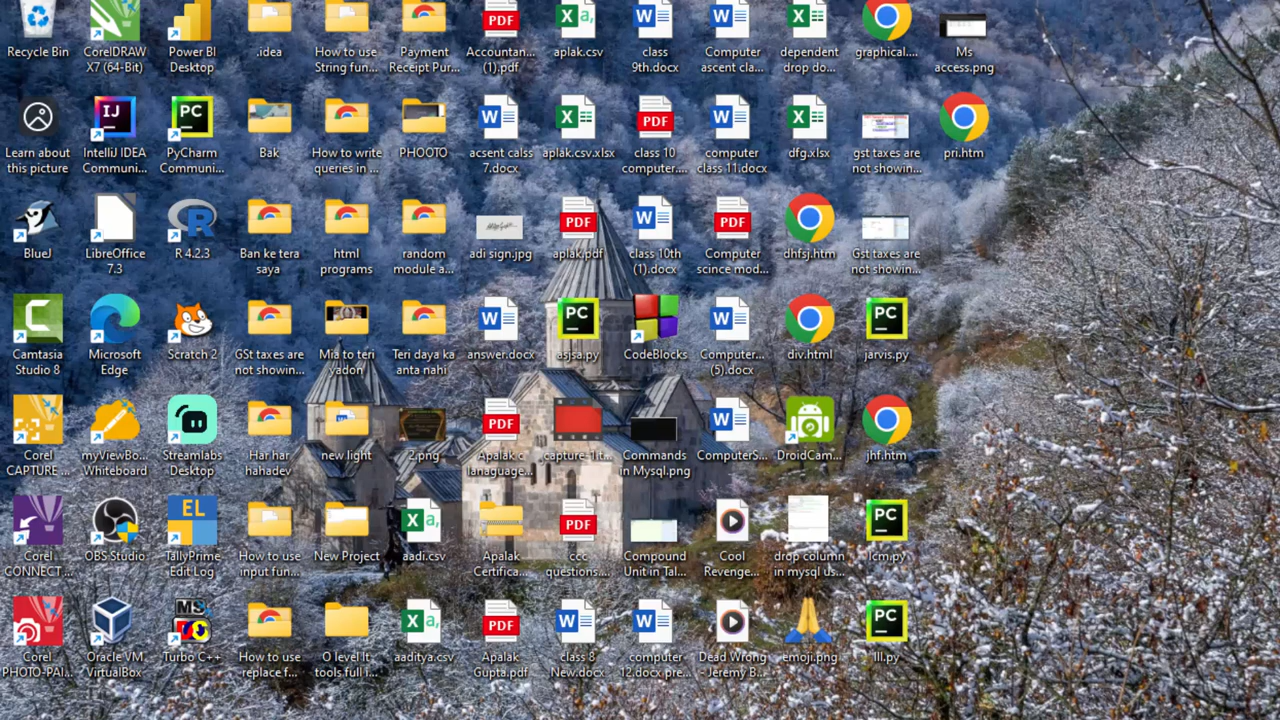 Recycle Bin
CorelDRAW
X7 (64-Bit)
Power BI
Desktop
.idea
How to use
String fun...
Payment
Receipt Pur...
Accountan...
(1).pdf
aplak.csv
class
9th.docx
Computer
ascent cla...
dependent
drop do...
graphical....
Ms
access.png
Learn about
this picture
IntelliJ IDEA
Communi...
PyCharm
Communi...
Bak
How to write
queries in ...
PHOOTO
acsent calss
7.docx
aplak.csv.xlsx
class 10
computer....
computer
class 11.docx
dfg.xlsx
gst taxes are
not showin...
pri.htm
BlueJ
LibreOffice
7.3
R 4.2.3
Ban ke tera
saya
html
programs
random
module a...
adi sign.jpg
aplak.pdf
class 10th
(1).docx
Computer
scince mod...
dhfsj.htm
Gst taxes are
not showin...
Camtasia
Studio 8
Microsoft
Edge
Scratch 2
GSt taxes are
not showin...
Mia to teri
yadon
Teri daya ka
anta nahi
answer.docx
asjsa.py
CodeBlocks
Computer...
(5).docx
div.html
jarvis.py
Corel
CAPTURE ...
myViewBo...
Whiteboard
Streamlabs
Desktop
Har har
hahadev
new light
2.png
Apalak c
lanaguage...
capture-1.t...
Commands
in Mysql.png
ComputerS...
DroidCam...
jhf.htm
Corel
CONNECT ...
OBS Studio
TallyPrime
Edit Log
How to use
input fun...
New Project
aadi.csv
Apalak
Certifica...
ccc
questions....
Compound
Unit in Tal...
Cool
Revenge...
drop column
in mysql us...
lcm.py
Corel
PHOTO-PAI...
Oracle VM
VirtualBox
Turbo C++
How to use
replace f...
O level It
tools full i...
aaditya.csv
Apalak
Gupta.pdf
class 8
New.docx
computer
12.docx pre...
Dead Wrong
- Jeremy B...
emoji.png
lll.py